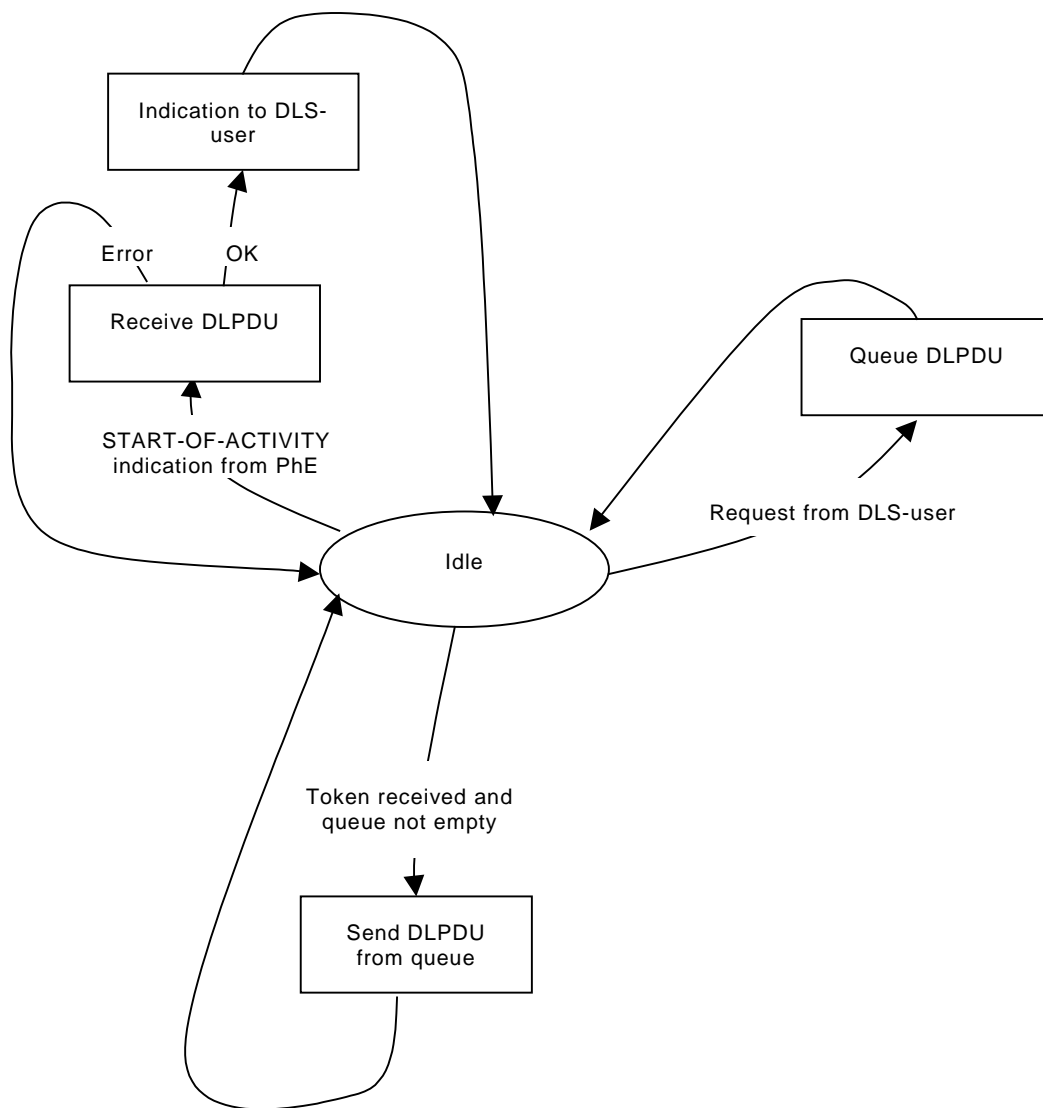 Indication to DLS-
user
Error
OK
Receive DLPDU
Queue DLPDU
START-OF-ACTIVITY
indication from PhE
Request from DLS-user
Idle
Token received and
queue not empty
Send DLPDU
from queue